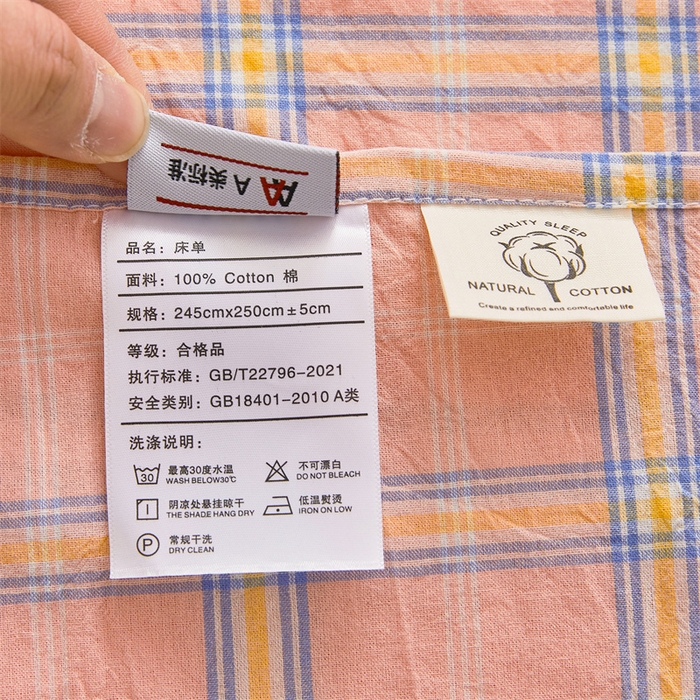 AA A 类标准
品名：床单
面料：100% Cotton 棉
规格：245cmx250cm±5cm
等级：合格品
执行标准：GB/T22796-2021
安全类别：GB18401-2010 A类
洗涤说明：
30 最高30度水温
WASH BELOW30℃
不可漂白
DO NOT BLEACH
阴凉处悬挂晾干
THE SHADE HANG DRY
低温熨烫
IRON ON LOW
P 常规干洗
DRY CLEAN
QUALITY SLEEP
NATURAL COTTON
Create a refined and comfortable life